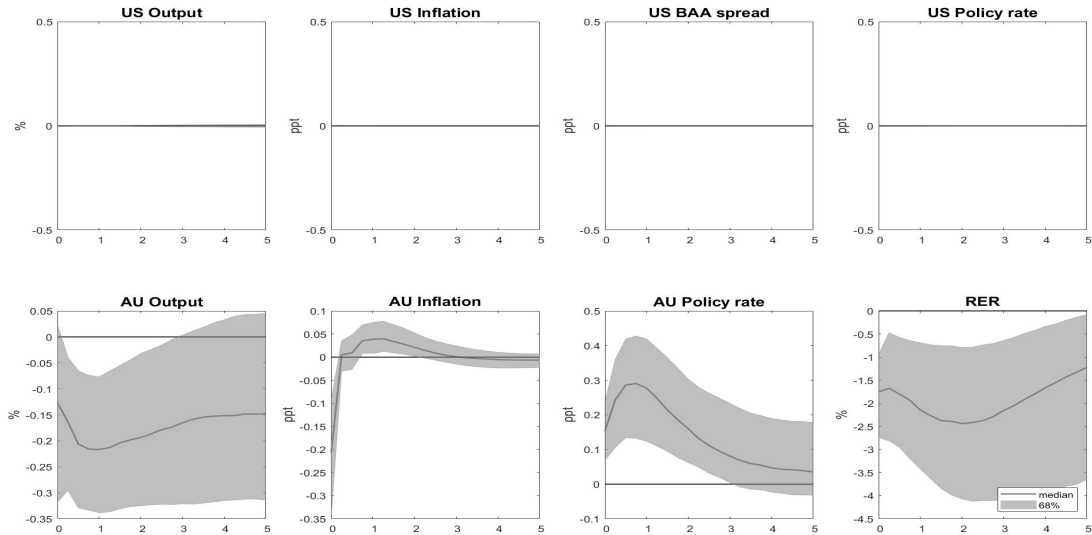 US Output
US Inflation
US BAA spread
US Policy rate
0.5
0.5
0.5
0.5
%
0
ppt
0
ppt
0
ppt
0
-0.5
-0.5
-0.5
-0.5
0 1 2 3 4 5
0 1 2 3 4 5
0 1 2 3 4 5
0 1 2 3 4 5
AU Output
AU Inflation
AU Policy rate
RER
0.05
0
-0.05
-0.1
-0.15
-0.2
-0.25
-0.3
-0.35
%
0 1 2 3 4 5
0.1
0.05
0
-0.05
-0.1
-0.15
-0.2
-0.25
-0.3
-0.35
ppt
0 1 2 3 4 5
0.5
0.4
0.3
0.2
0.1
0
-0.1
ppt
0 1 2 3 4 5
0
-0.5
-1
-1.5
-2
-2.5
-3
-3.5
-4
-4.5
%
0 1 2 3 4 5
median
68%